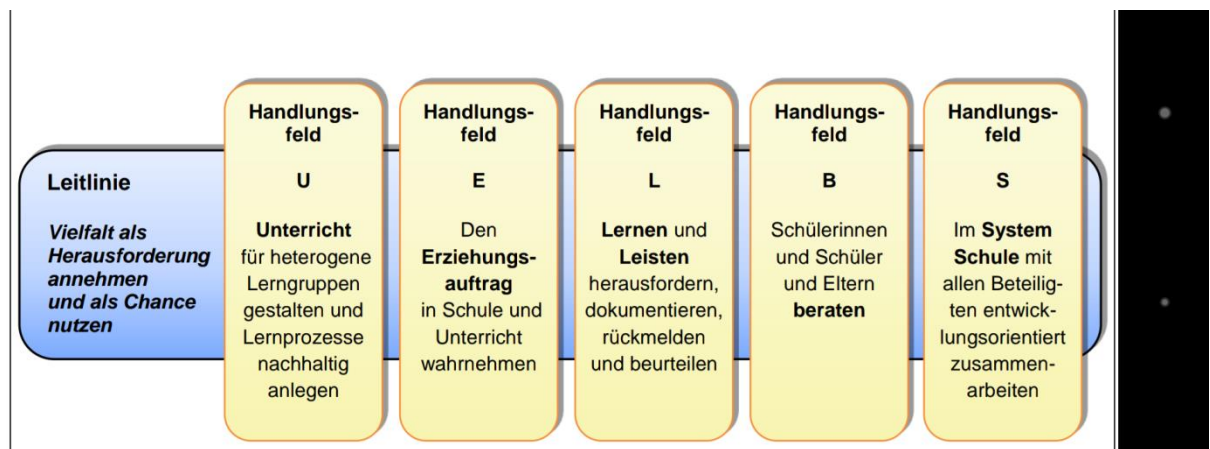 Leitlinie
Vielfalt als
Herausforderung
annehmen
und als Chance
nutzen
Handlungs-
feld
U
Unterricht
für heterogene
Lerngruppen
gestalten und
Lernprozesse
nachhaltig
anlegen
Handlungs-
feld
E
Den
Erziehungs-
auftrag
in Schule und
Unterricht
wahrnehmen
Handlungs-
feld
L
Lernen und
Leisten
herausfordern,
dokumentieren,
rückmelden
und beurteilen
Handlungs-
feld
B
Schülerinnen
und Schüler
und Eltern
beraten
Handlungs-
feld
S
Im System
Schule mit
allen Beteilig-
ten entwick-
lungsorientiert
zusammen-
arbeiten